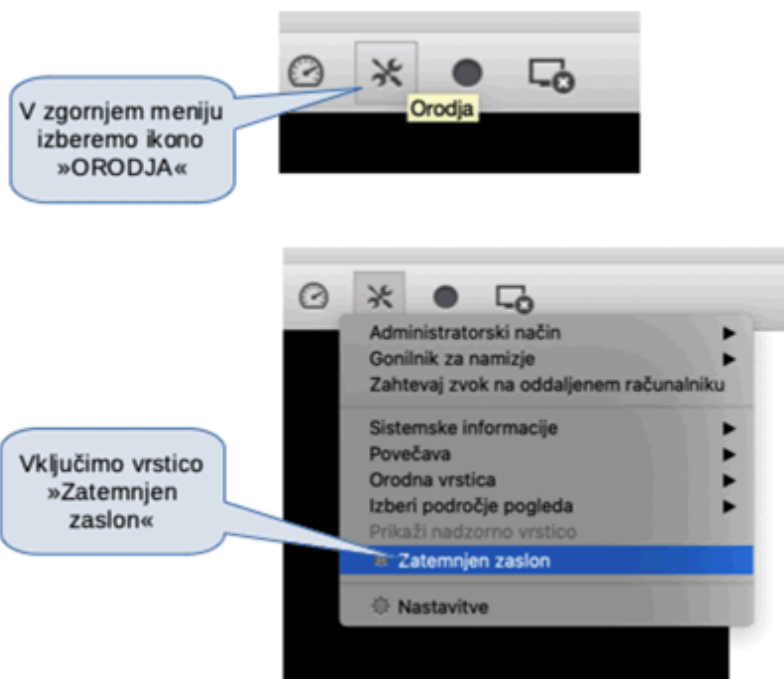 V zgornjem meniju
izberemo ikono
»ORODJA«
Orodja
Administratorski način
Gonilnik za namizje
Zahtevaj zvok na oddaljenem računalniku
Sistemske informacije
Povečava
Orodna vrstica
Izberi področje pogleda
Prikaži nadzorno vrstico
Vključimo vrstico
»Zatemnjen
zaslon«
Zatemnjen zaslon
Nastavitve